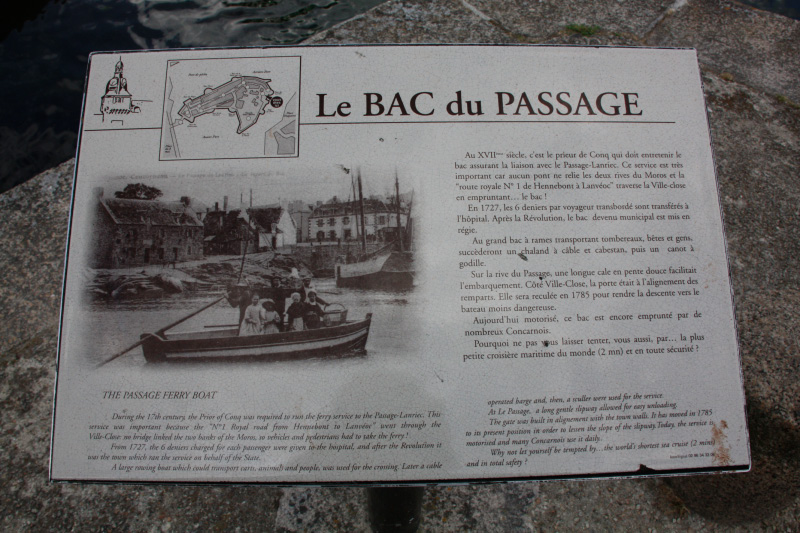 Le BAC du PASSAGE
Au XVIIème siècle, c'est le prieur de Conq qui doit entretenir le
bac assurant la liaison avec le Passage-Lanriec. Ce service est très
important car aucun pont ne relie les deux rives du Moros et la
"route royale N° 1 de Hennebont à Lanvéoc" traverse la Ville-close
en empruntant... le bac !
En 1727, les 6 deniers par voyageur transbordé sont transférés à
l'hôpital. Après la Révolution, le bac devenu municipal est mis en
régie.
Au grand bac à rames transportant tombereaux, bêtes et gens,
succèderont un chaland à câble et cabestan, puis un canot à
godille.
Sur la rive du Passage, une longue cale en pente douce facilitait
l'embarquement. Côté Ville-Close, la porte était à l'alignement des
remparts. Elle sera reculée en 1785 pour rendre la descente vers le
bateau moins dangereuse.
Aujourd'hui motorisé, ce bac est encore emprunté par de
nombreux Concarnois.
Pourquoi ne pas vous laisser tenter, vous aussi, par... la plus
petite croisière maritime du monde (2 mn) et en toute sécurité ?
THE PASSAGE FERRY BOAT
During the 17th century, the Prior of Conq was required to run the ferry service to the Passage-Lanriec. This
service was important because the "N°1 Royal road from Hennebont to Lanvéoc" went through the
Ville-Close: no bridge linked the two banks of the Moros, so vehicles and pedestrians had to take the ferry !
From 1727, the 6 deniers charged for each passenger were given to the hospital, and after the Revolution it
was the town which ran the service on behalf of the State.
A large rowing boat which could transport carts, animals and people, was used for the crossing. Later a cable
operated barge and, then, a sculler were used for the service.
At Le Passage, a long gentle slipway allowed for easy unloading.
The gate was built in alignment with the town walls. It has moved in 1785
to its present position in order to lessen the slope of the slipway. Today, the service is
motorised and many Concarnois use it daily.
Why not let yourself be tempted by... the world's shortest sea cruise (2 mins)
and in total safety ?